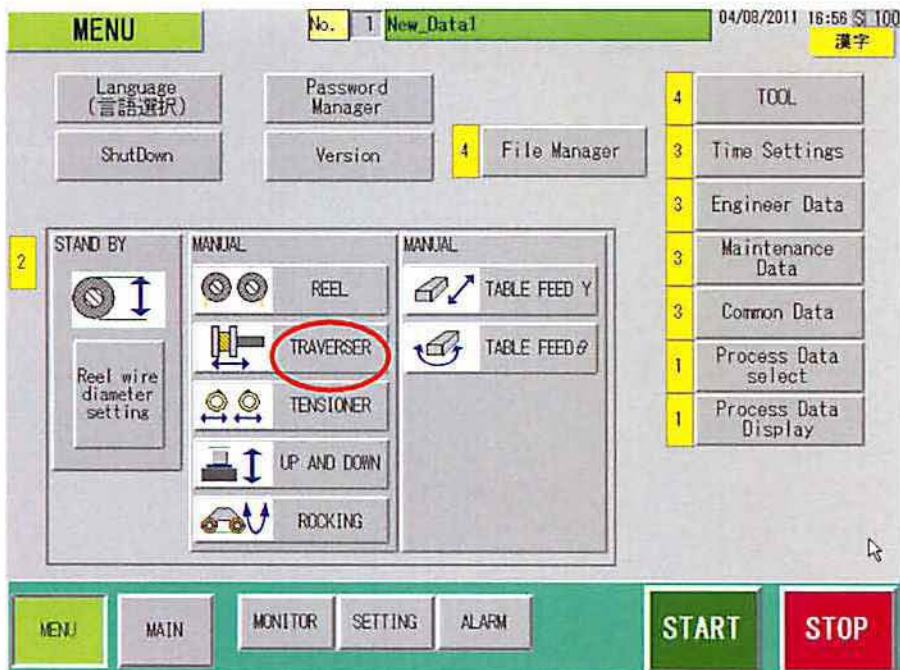 MENU
No. 1 New_Data1
04/08/2011 16:56 SL 100
漢字
Language
(言語選択)
Password
Manager
ShutDown
Version
4 File Manager
4 TOOL
3 Time Settings
3 Engineer Data
3 Maintenance
Data
3 Common Data
1 Process Data
select
1 Process Data
Display
2
STAND BY
Reel wire
diameter
setting
MANUAL
REEL
TRAVERSER
TENSIONER
UP AND DOWN
ROCKING
MANUAL
TABLE FEED Y
TABLE FEED θ
MENU
MAIN
MONITOR
SETTING
ALARM
START
STOP